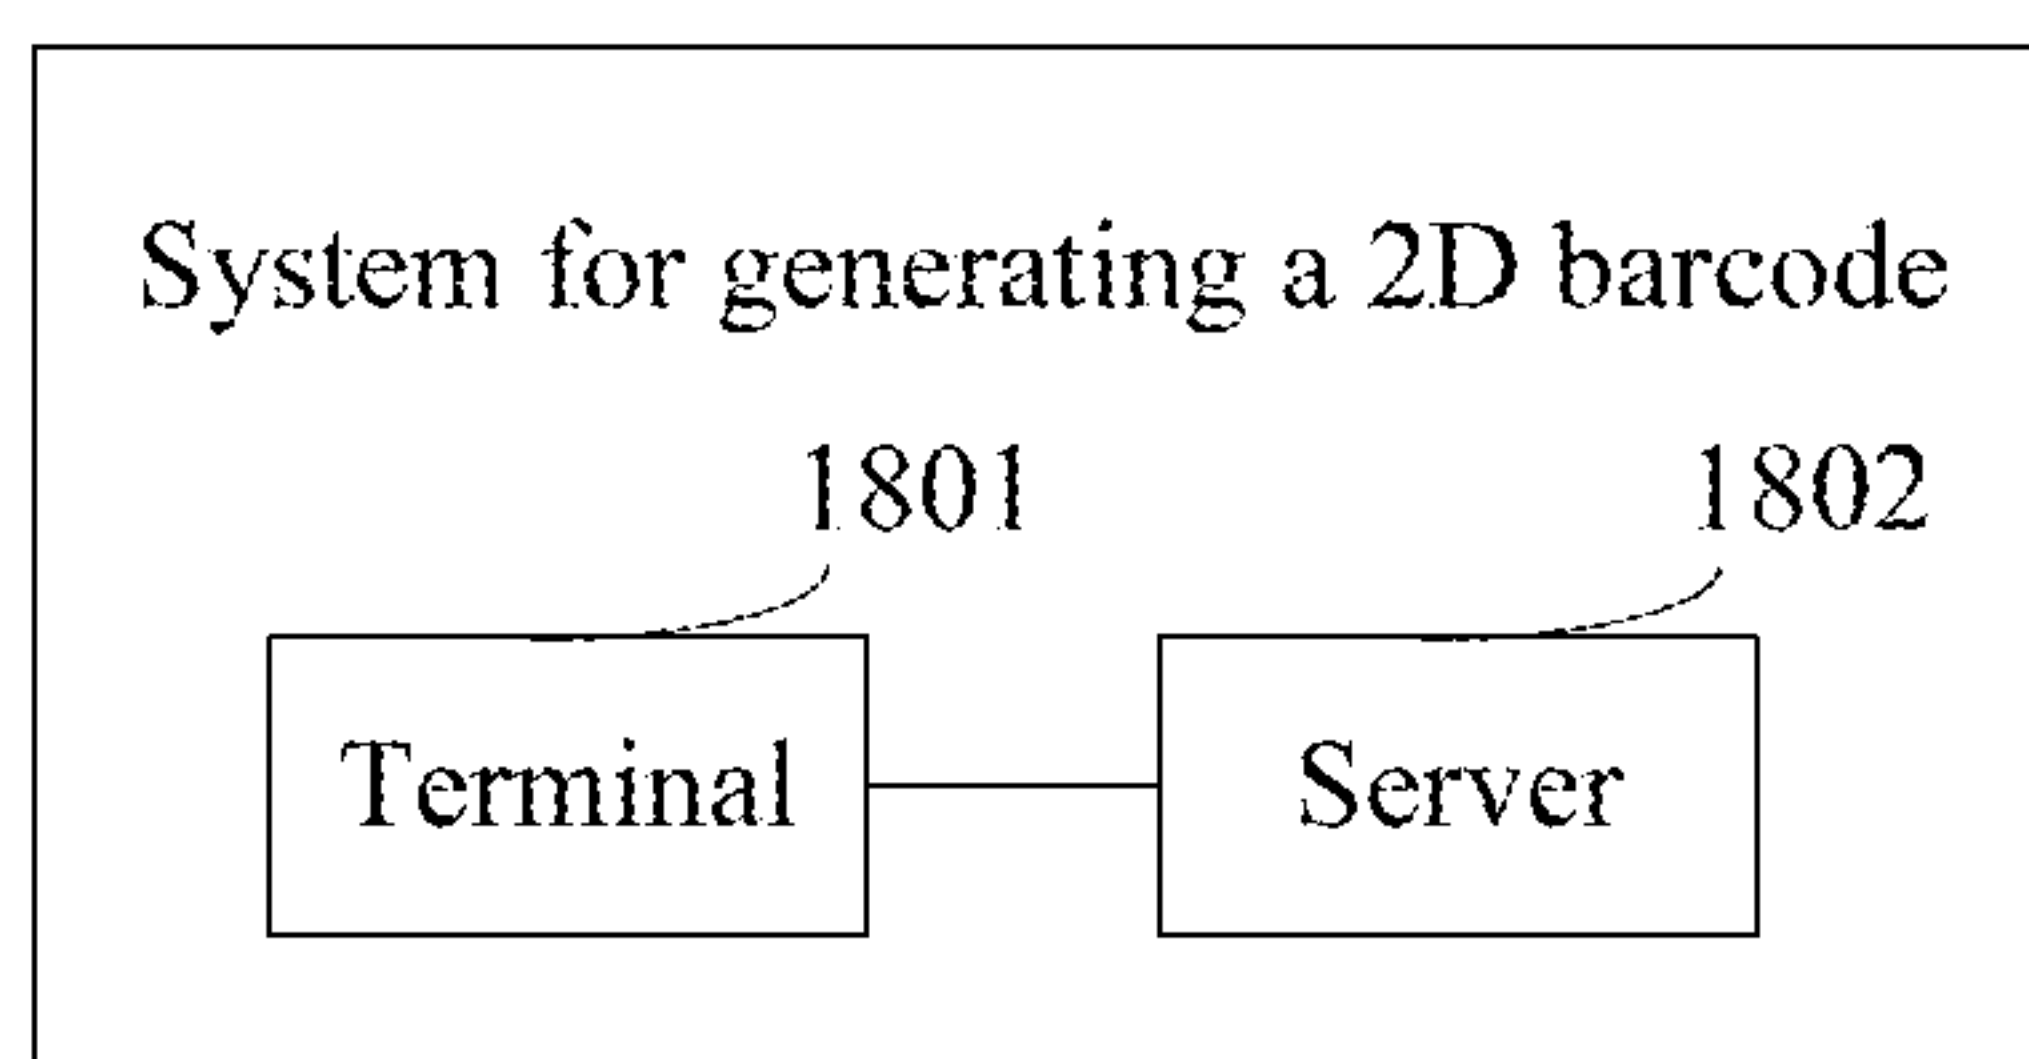 System for generating a 2D barcode
1801 1802
Terminal Server